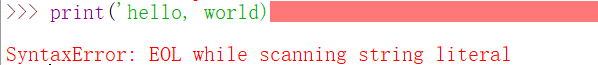 >>> print('hello, world)
SyntaxError: EOL while scanning string literal